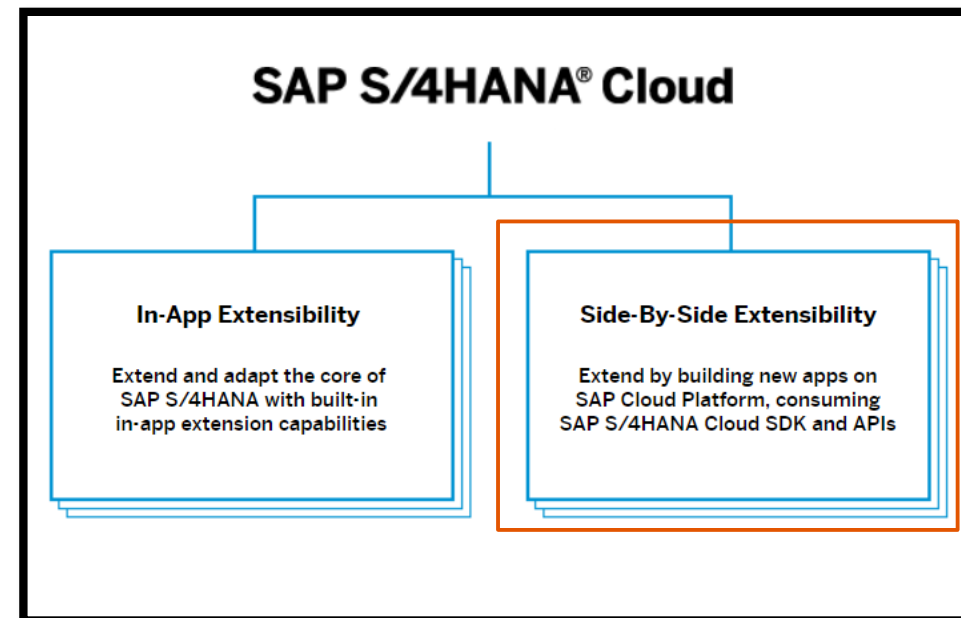 SAP S/4HANA® Cloud
In-App Extensibility
Extend and adapt the core of
SAP S/4HANA with built-in
in-app extension capabilities
Side-By-Side Extensibility
Extend by building new apps on
SAP Cloud Platform, consuming
SAP S/4HANA Cloud SDK and APIs